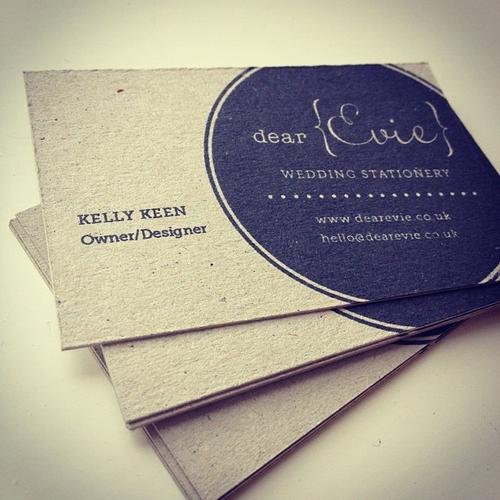 dear {Evie}
WEDDING STATIONERY
www.dearevie.co.uk
hello@dearevie.co.uk
KELLY KEEN
Owner/Designer